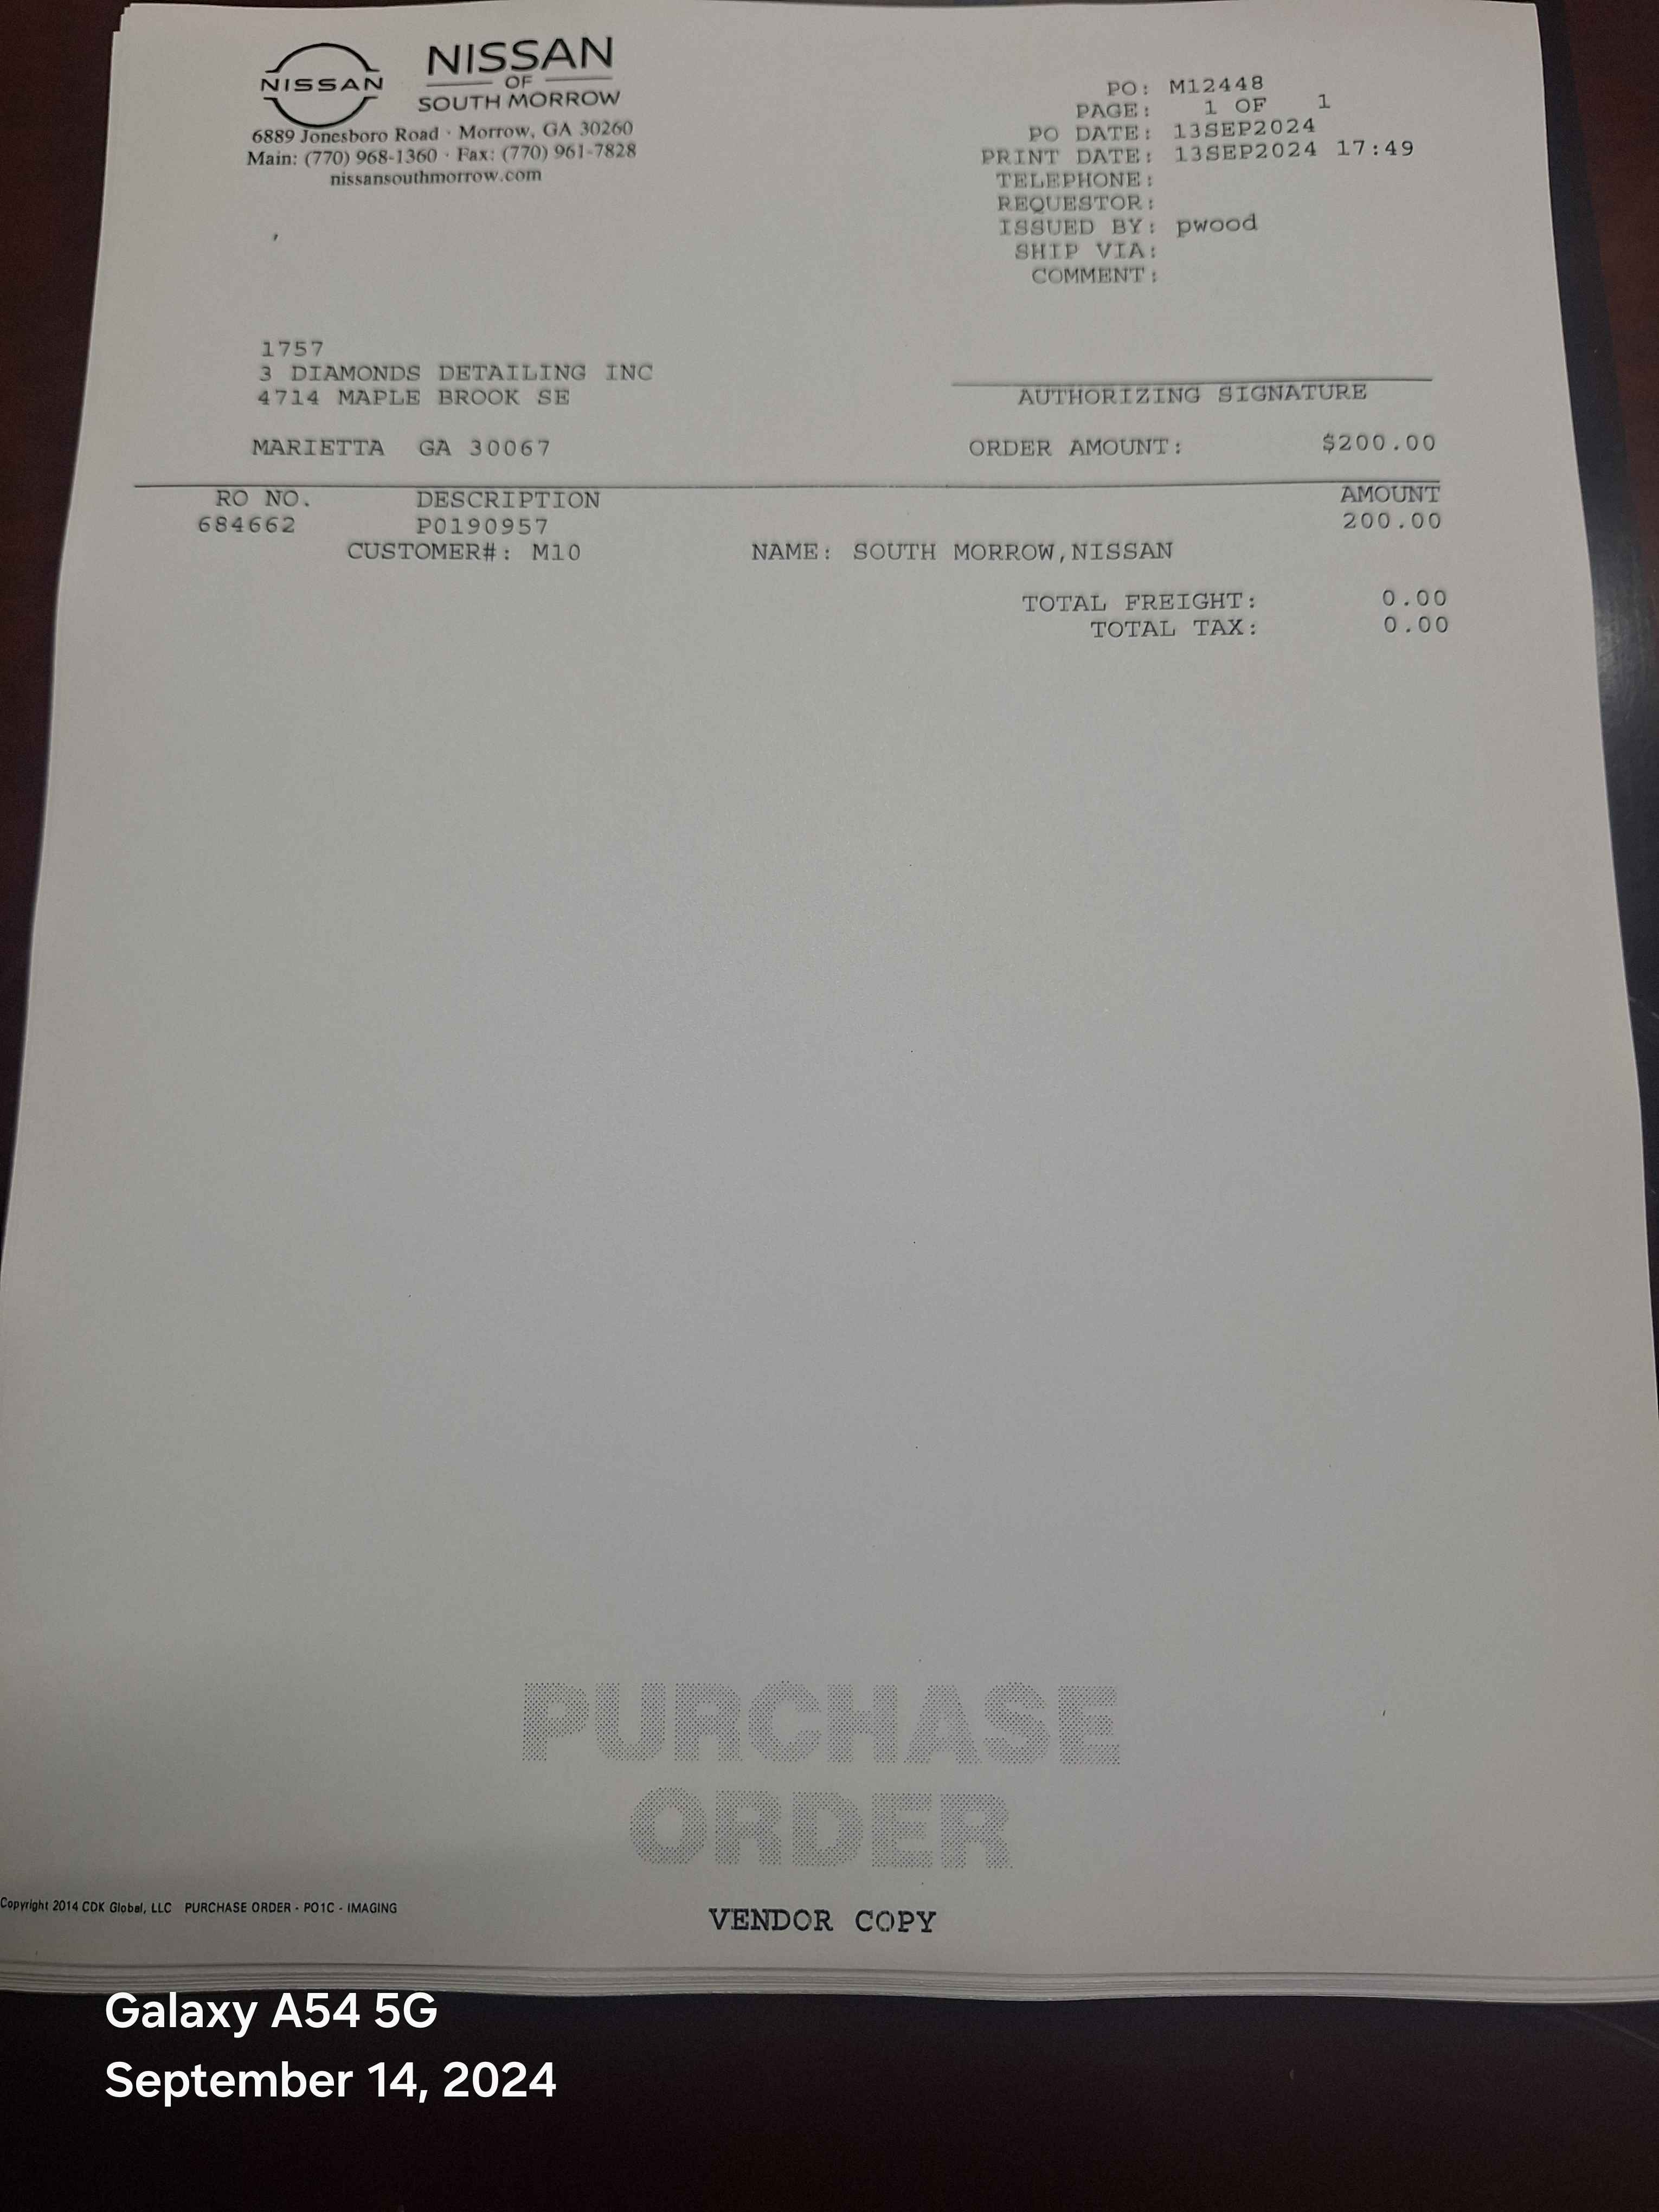 NISSAN
NISSAN
OF
SOUTH MORROW
6889 Jonesboro Road · Morrow, GA 30260
Main: (770) 968-1360 · Fax: (770) 961-7828
nissansouthmorrow.com
PO: M12448
PAGE: 1 OF 1
PO DATE: 13SEP2024
PRINT DATE: 13SEP2024 17:49
TELEPHONE:
REQUESTOR:
ISSUED BY: pwood
SHIP VIA:
COMMENT:
1757
3 DIAMONDS DETAILING INC
4714 MAPLE BROOK SE
MARIETTA GA 30067
AUTHORIZING SIGNATURE
ORDER AMOUNT: $200.00
RO NO. DESCRIPTION AMOUNT
684662 P0190957 200.00
CUSTOMER#: M10 NAME: SOUTH MORROW,NISSAN
TOTAL FREIGHT: 0.00
TOTAL TAX: 0.00
PURCHASE
ORDER
Copyright 2014 CDK Global, LLC PURCHASE ORDER - PO1C - IMAGING
VENDOR COPY
Galaxy A54 5G
September 14, 2024